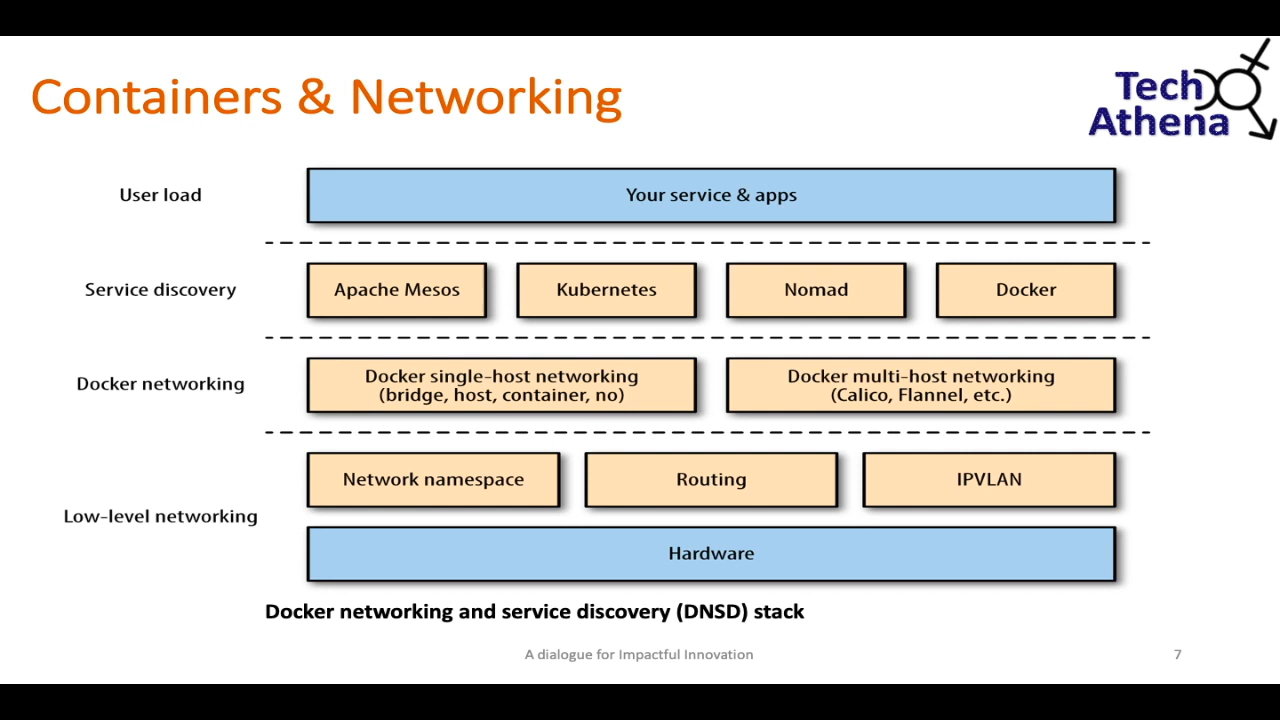 Containers & Networking
Tech
Athena
User load
Your service & apps
Service discovery
Apache Mesos
Kubernetes
Nomad
Docker
Docker networking
Docker single-host networking
(bridge, host, container, no)
Docker multi-host networking
(Calico, Flannel, etc.)
Low-level networking
Network namespace
Routing
IPVLAN
Hardware
Docker networking and service discovery (DNSD) stack
A dialogue for Impactful Innovation
7